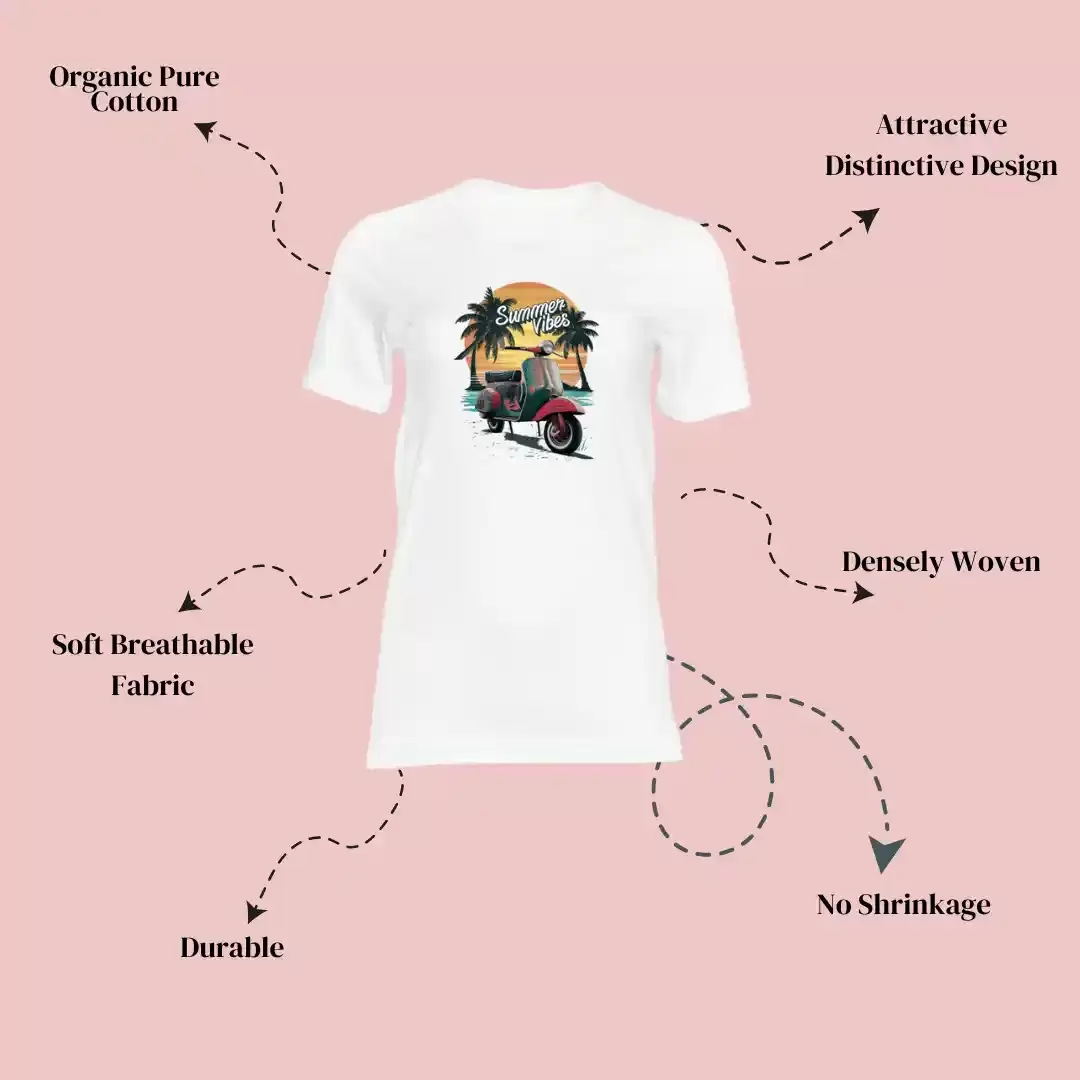 Organic Pure
Cotton
Attractive
Distinctive Design
Summer
Vibes
Densely Woven
Soft Breathable
Fabric
No Shrinkage
Durable